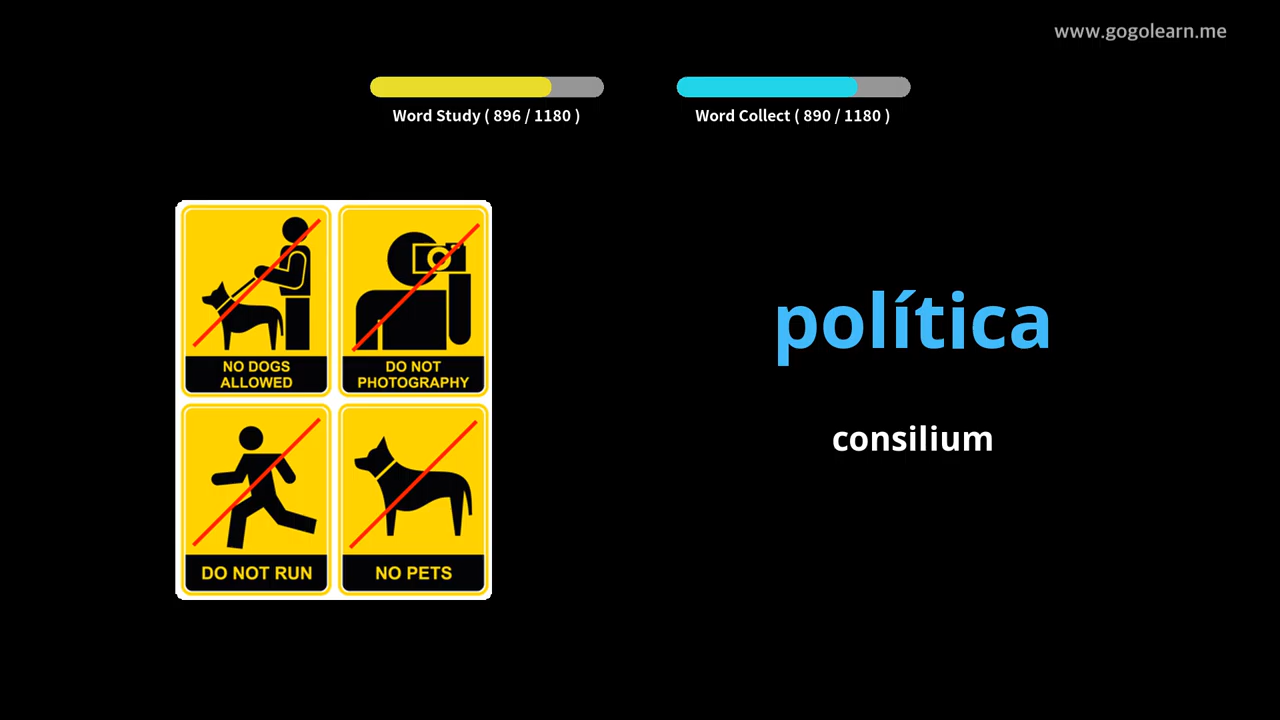 www.gogolearn.me
Word Study ( 896 / 1180 )
Word Collect ( 890 / 1180 )
NO DOGS
ALLOWED
DO NOT
PHOTOGRAPHY
DO NOT RUN
NO PETS
política
consilium